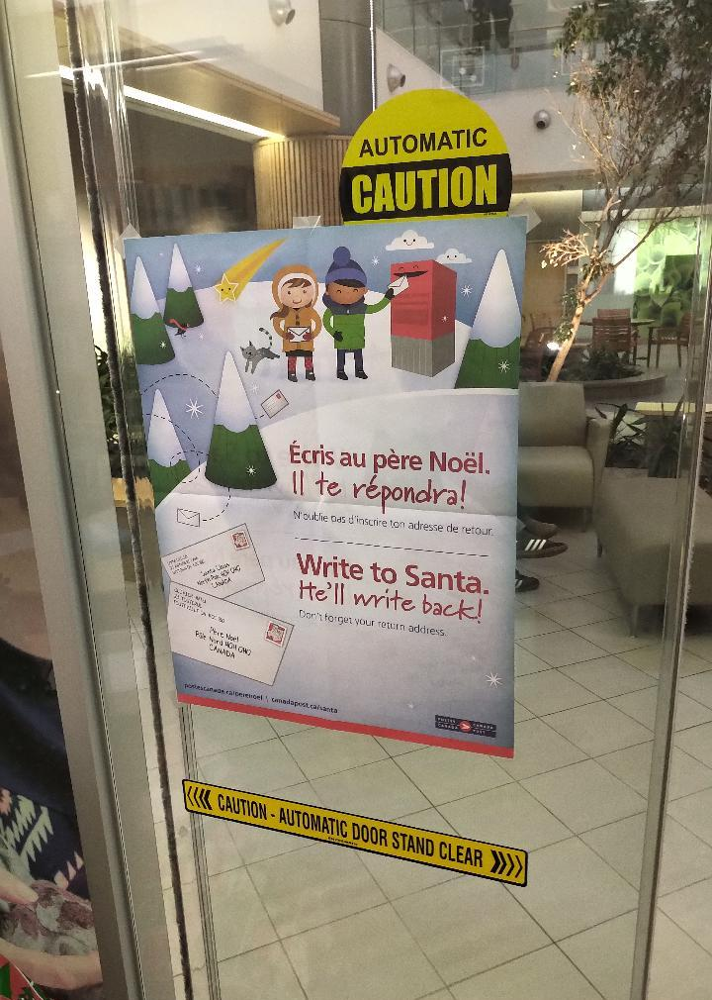 AUTOMATIC
CAUTION
Écris au père Noël.
Il te répondra!
N'oublie pas d'inscrire ton adresse de retour.
Write to Santa.
He'll write back!
Don't forget your return address.
Santa Claus
North Pole H0H 0H0
CANADA
Père Noël
Pôle Nord H0H 0H0
CANADA
postescanada.ca/perenoel | canadapost.ca/santa
POSTES CANADA
CANADA POST
CAUTION - AUTOMATIC DOOR STAND CLEAR